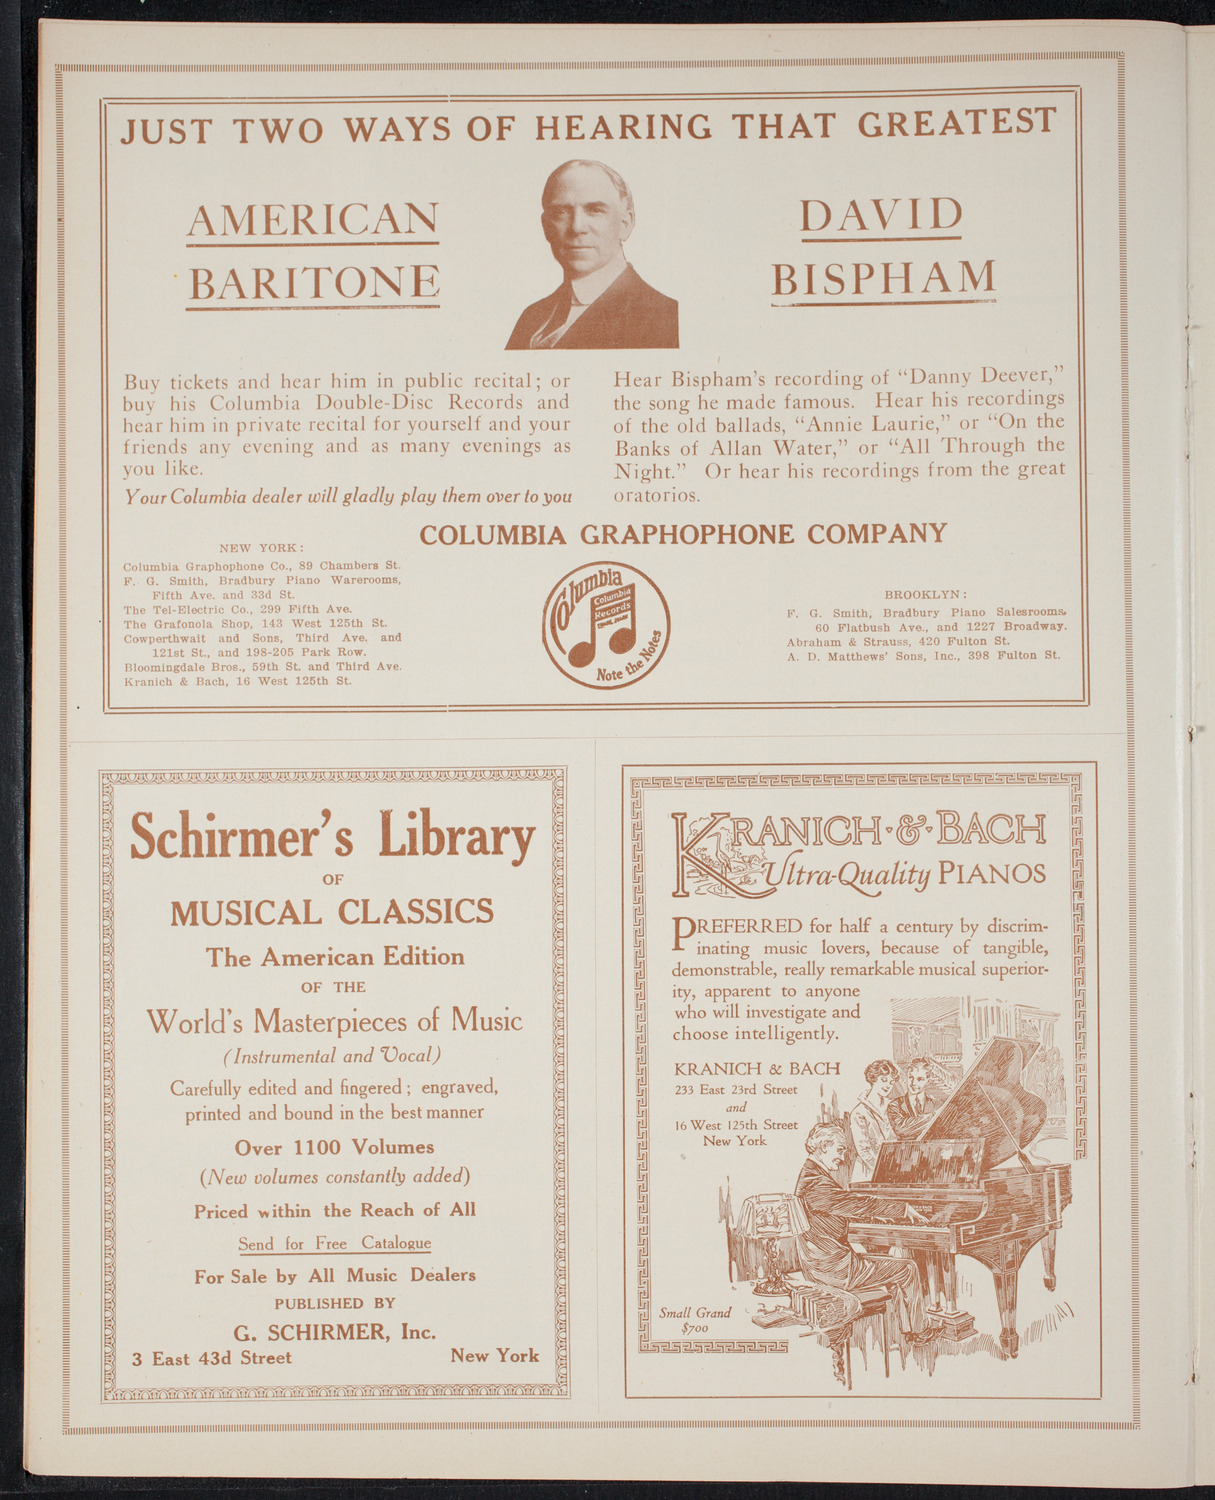 JUST TWO WAYS OF HEARING THAT GREATEST
AMERICAN
BARITONE
DAVID
BISPHAM
Buy tickets and hear him in public recital; or
buy his Columbia Double-Disc Records and
hear him in private recital for yourself and your
friends any evening and as many evenings as
you like.
Your Columbia dealer will gladly play them over to you
Hear Bispham's recording of "Danny Deever,"
the song he made famous. Hear his recordings
of the old ballads, "Annie Laurie," or "On the
Banks of Allan Water," or "All Through the
Night." Or hear his recordings from the great
oratorios.
COLUMBIA GRAPHOPHONE COMPANY
NEW YORK:
Columbia Graphophone Co., 89 Chambers St.
F. G. Smith, Bradbury Piano Warerooms,
Fifth Ave. and 33d St.
The Tel-Electric Co., 299 Fifth Ave.
The Grafonola Shop, 143 West 125th St.
Cowperthwait and Sons, Third Ave. and
121st St., and 198-205 Park Row.
Bloomingdale Bros., 59th St. and Third Ave.
Kranich & Bach, 16 West 125th St.
Columbia
Columbia
Records
Note the Notes
BROOKLYN:
F. G. Smith, Bradbury Piano Salesrooms,
60 Flatbush Ave., and 1227 Broadway.
Abraham & Strauss, 420 Fulton St.
A. D. Matthews' Sons, Inc., 398 Fulton St.
Schirmer's Library
OF
MUSICAL CLASSICS
The American Edition
OF THE
World's Masterpieces of Music
(Instrumental and Vocal)
Carefully edited and fingered; engraved,
printed and bound in the best manner
Over 1100 Volumes
(New volumes constantly added)
Priced within the Reach of All
Send for Free Catalogue
For Sale by All Music Dealers
PUBLISHED BY
G. SCHIRMER, Inc.
3 East 43d Street New York
KRANICH·&·BACH
Ultra-Quality PIANOS
PREFERRED for half a century by discrim-
inating music lovers, because of tangible,
demonstrable, really remarkable musical superior-
ity, apparent to anyone
who will investigate and
choose intelligently.
KRANICH & BACH
233 East 23rd Street
and
16 West 125th Street
New York
Small Grand
$700